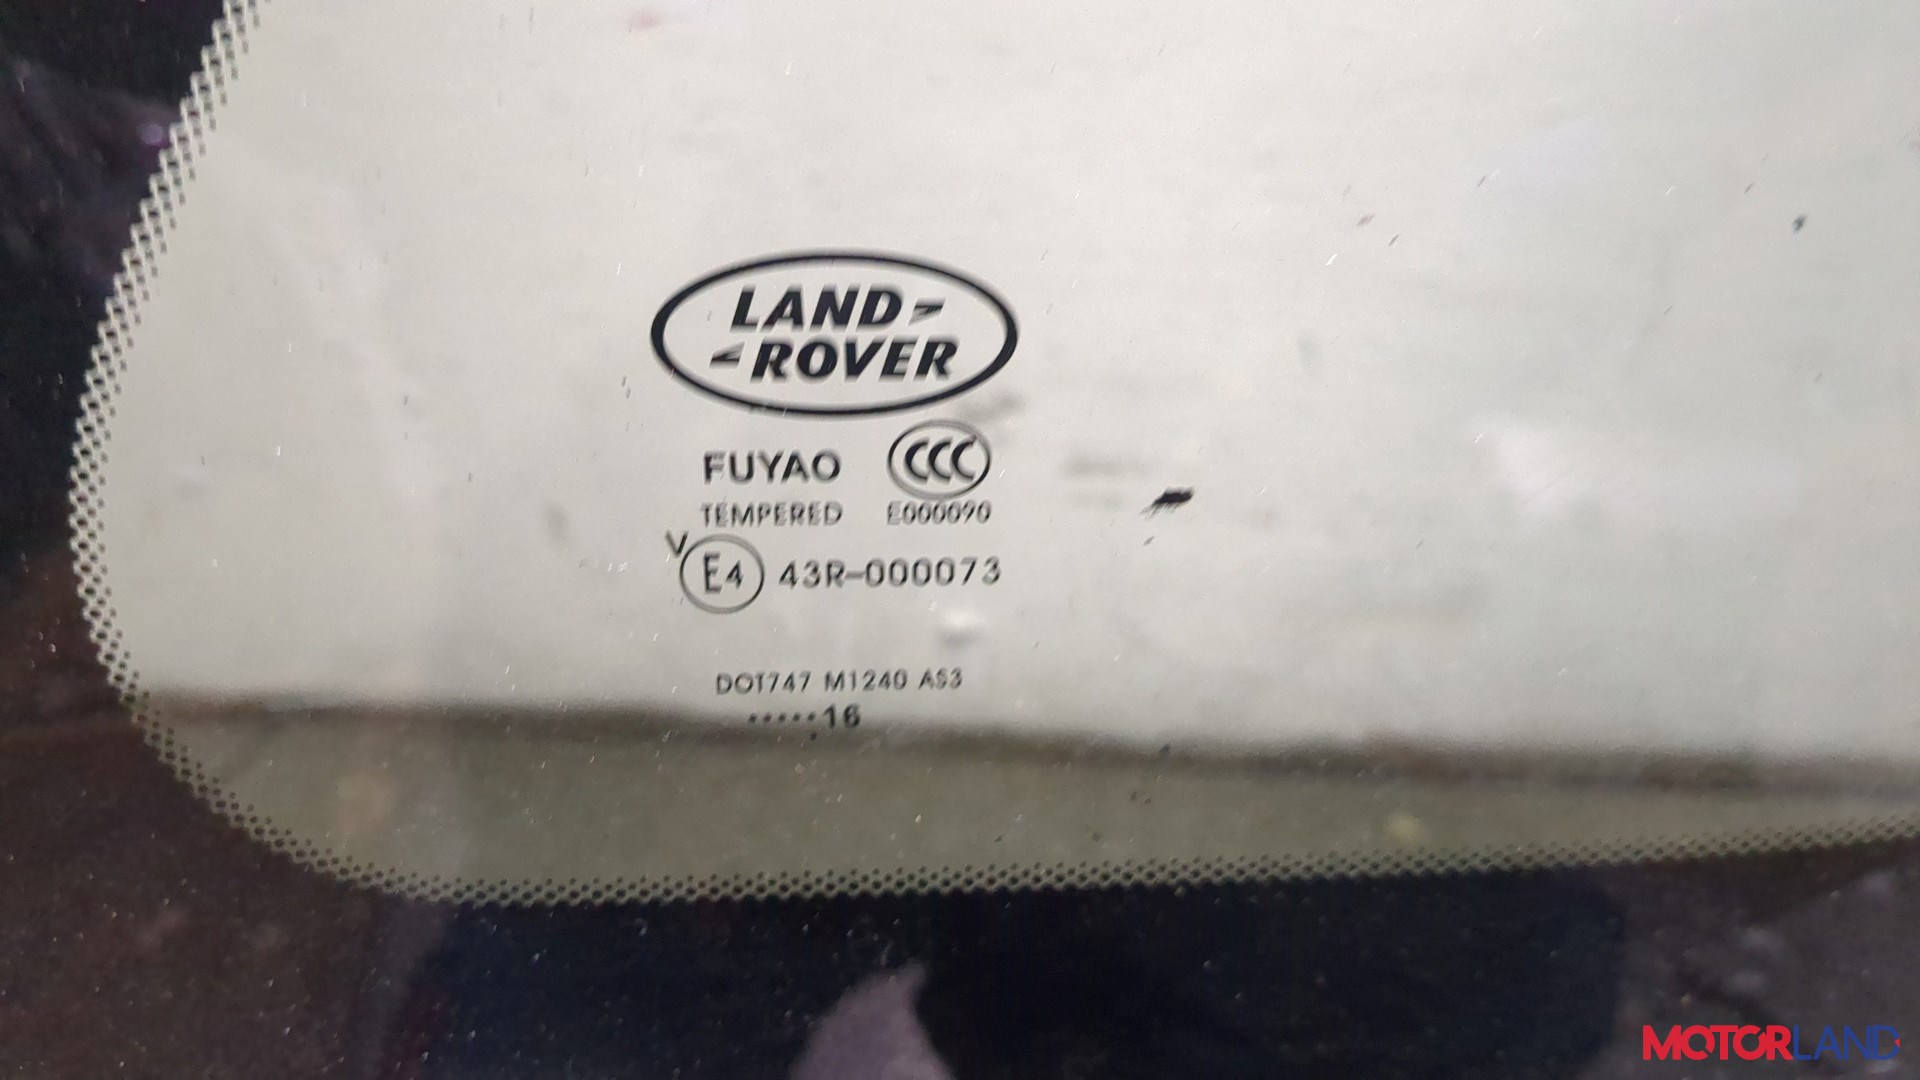 LAND
ROVER
FUYAO CCC
TEMPERED E000090
V
E4 43R-000073
DOT747 M1240 AS3
•••••16
MOTORLAND